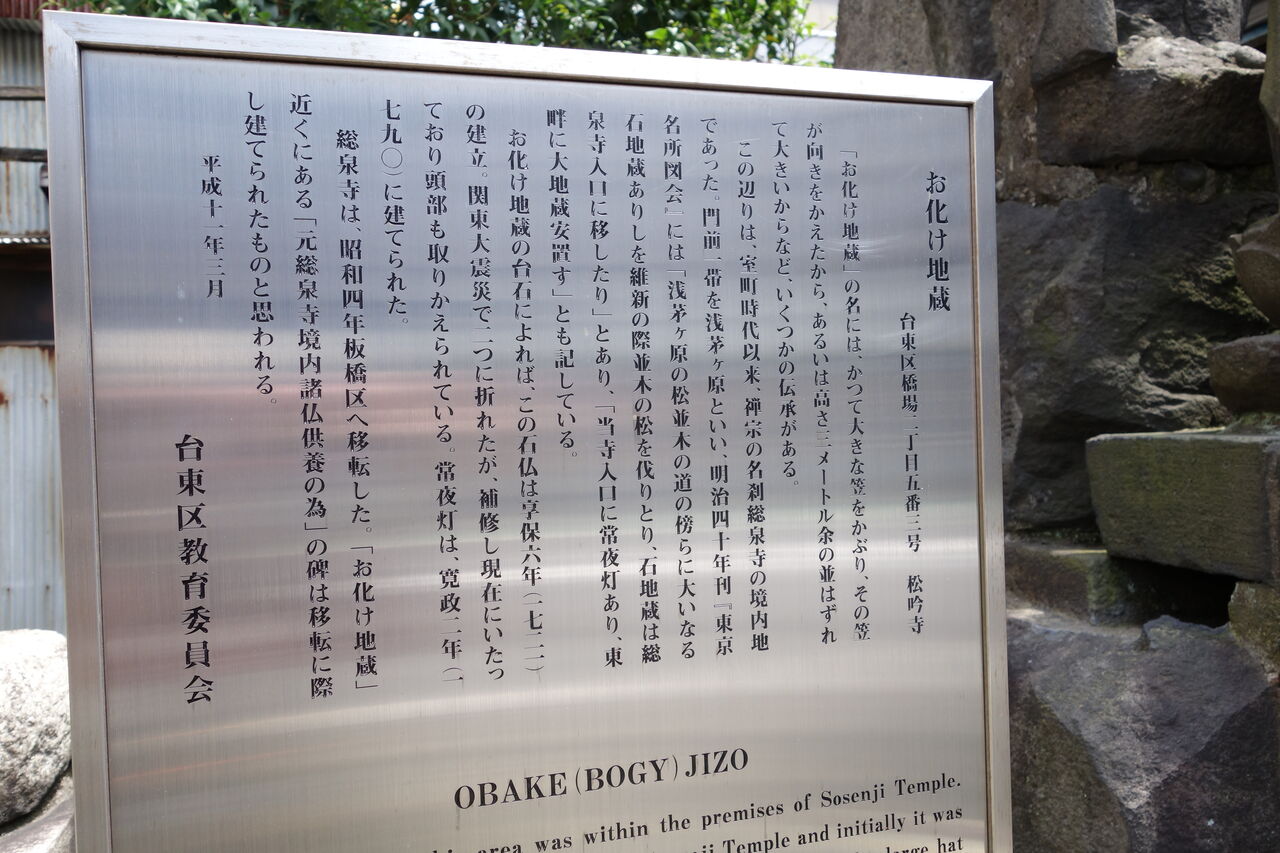 お化け地蔵
台東区橋場二丁目五番三号　松吟寺
「お化け地蔵」の名には、かつて大きな笠をかぶり、その笠
が向きをかえたから、あるいは高さ三メートル余の並はずれ
て大きいからなど、いくつかの伝承がある。
この辺りは、室町時代以来、禅宗の名刹総泉寺の境内地
であった。門前一帯を浅茅ヶ原といい、明治四十年刊『東京
名所図会』には「浅茅ヶ原の松並木の道の傍らに大いなる
石地蔵ありしを維新の際並木の松を伐りとり、石地蔵は総
泉寺入口に移したり」とあり、「当寺入口に常夜灯あり、東
畔に大地蔵安置す」とも記している。
お化け地蔵の台石によれば、この石仏は享保六年（一七二一）
の建立。関東大震災で二つに折れたが、補修し現在にいたっ
ており頭部も取りかえられている。常夜灯は、寛政二年（一
七九〇）に建てられた。
総泉寺は、昭和四年板橋区へ移転した。「お化け地蔵」
近くにある「元総泉寺境内諸仏供養の為」の碑は移転に際
し建てられたものと思われる。
平成十一年三月
台東区教育委員会
OBAKE (BOGY) JIZO
area was within the premises of Sosenji Temple.
Temple and initially it was
large hat